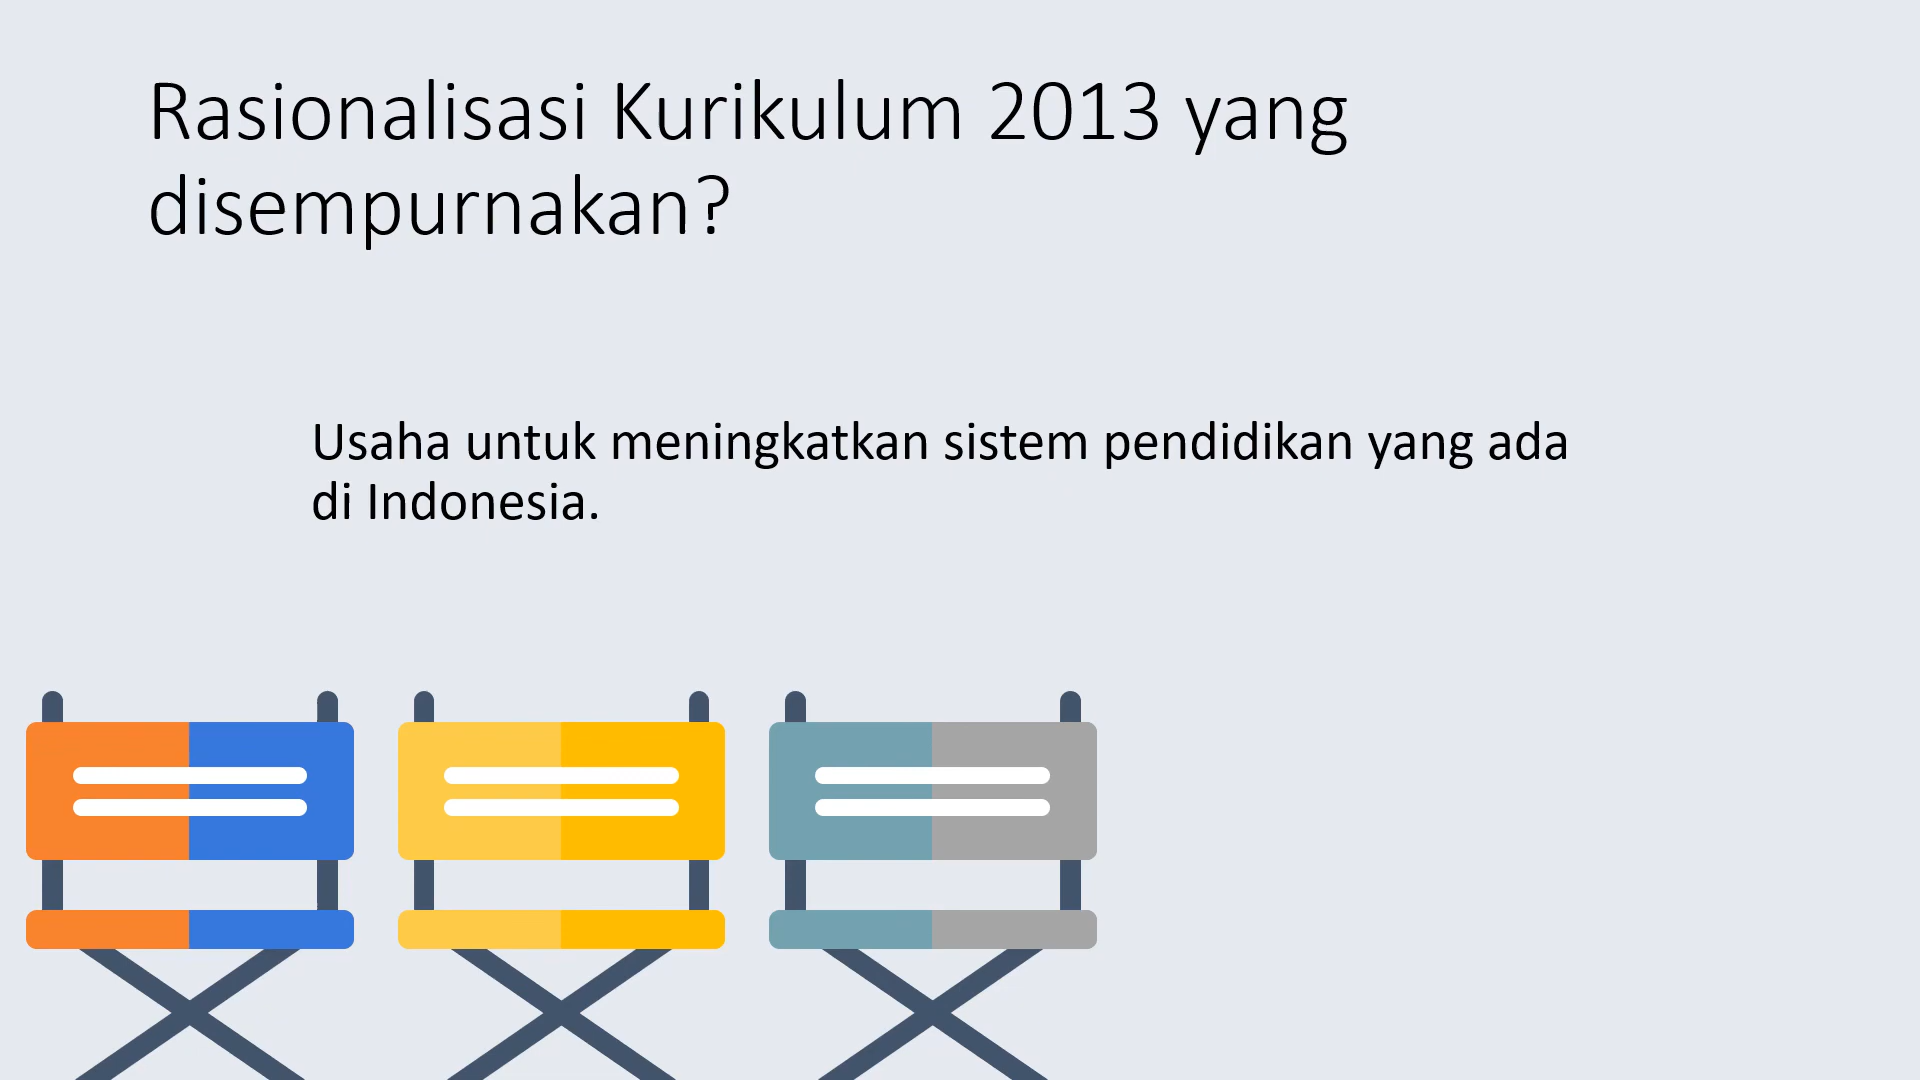 Rasionalisasi Kurikulum 2013 yang
disempurnakan?
Usaha untuk meningkatkan sistem pendidikan yang ada
di Indonesia.